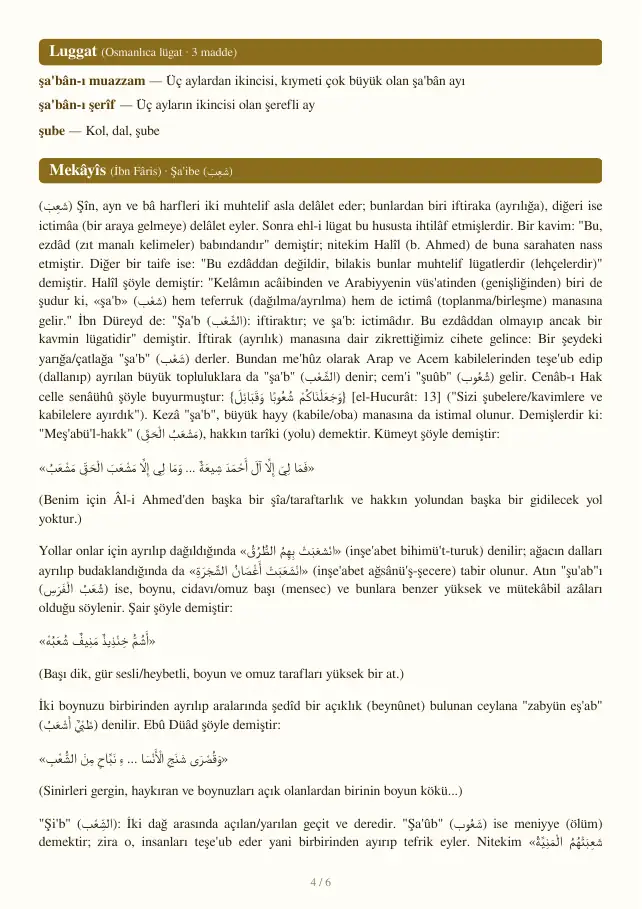 Luggat (Osmanlıca lügat · 3 madde)
şa'bân-ı muazzam — Üç aylardan ikincisi, kıymeti çok büyük olan şa'bân ayı
şa'bân-ı şerîf — Üç ayların ikincisi olan şerefli ay
şube — Kol, dal, şube
Mekâyîs (İbn Fâris) · Şa'ibe (شَعِبَ)
(شَعِبَ) Şîn, ayn ve bâ harfleri iki muhtelif asla delâlet eder; bunlardan biri iftiraka (ayrılığa), diğeri ise
ictimâa (bir araya gelmeye) delâlet eyler. Sonra ehl-i lügat bu hususta ihtilâf etmişlerdir. Bir kavim: "Bu,
ezdâd (zıt manalı kelimeler) babındandır" demiştir; nitekim Halîl (b. Ahmed) de buna sarahaten nass
etmiştir. Diğer bir taife ise: "Bu ezdâddan değildir, bilakis bunlar muhtelif lügatlerdir (lehçelerdir)"
demiştir. Halîl şöyle demiştir: "Kelâmın acâibinden ve Arabiyyenin vüs'atinden (genişliğinden) biri de
şudur ki, «şa'b» (شَعْب) hem teferruk (dağılma/ayrılma) hem de ictimâ (toplanma/birleşme) manasına
gelir." İbn Düreyd de: "Şa'b (الشَّعْب): iftiraktır; ve şa'b: ictimâdır. Bu ezdâddan olmayıp ancak bir
kavmin lügatidir" demiştir. İftirak (ayrılık) manasına dair zikrettiğimiz cihete gelince: Bir şeydeki
yarığa/çatlağa "şa'b" (شَعْب) derler. Bundan me'hûz olarak Arap ve Acem kabilelerinden teşe'ub edip
(dallanıp) ayrılan büyük topluluklara da "şa'b" (الشَّعْب) denir; cem'i "şuûb" (شُعُوب) gelir. Cenâb-ı Hak
celle senâühû şöyle buyurmuştur: {وَجَعَلْنَاكُمْ شُعُوبًا وَقَبَائِلَ} [el-Hucurât: 13] ("Sizi şubelere/kavimlere ve
kabilelere ayırdık"). Kezâ "şa'b", büyük hayy (kabile/oba) manasına da istimal olunur. Demişlerdir ki:
"Meş'abü'l-hakk" (مَشْعَبُ الْحَقِّ), hakkın tarîki (yolu) demektir. Kümeyt şöyle demiştir:
«فَمَا لِيَ إِلَّا آلَ أَحْمَدَ شِيعَةٌ ... وَمَا لِي إِلَّا مَشْعَبَ الْحَقِّ مَشْعَبُ»
(Benim için Âl-i Ahmed'den başka bir şîa/taraftarlık ve hakkın yolundan başka bir gidilecek yol
yoktur.)
Yollar onlar için ayrılıp dağıldığında «انْشَعَبَتْ بِهِمُ الطُّرُقُ» (inşe'abet bihimü't-turuk) denilir; ağacın dalları
ayrılıp budaklandığında da «انْشَعَبَتْ أَغْصَانُ الشَّجَرَةِ» (inşe'abet ağsânü'ş-şecere) tabir olunur. Atın "şu'ab"ı
(شُعَبُ الْفَرَسِ) ise, boynu, cidavı/omuz başı (mensec) ve bunlara benzer yüksek ve mütekâbil azâları
olduğu söylenir. Şair şöyle demiştir:
«أَشُمُّ خِنْذِيذٌ مَنِيفٌ شُعَبُهْ»
(Başı dik, gür sesli/heybetli, boyun ve omuz tarafları yüksek bir at.)
İki boynuzu birbirinden ayrılıp aralarında şedîd bir açıklık (beynûnet) bulunan ceylana "zabyün eş'ab"
(ظَبْيٌ أَشْعَبُ) denilir. Ebû Düâd şöyle demiştir:
«وَقُصْرَى شَنَجِ الْأَنْسَا ... ءِ نَبَّاحٍ مِنَ الشُّعْبِ»
(Sinirleri gergin, haykıran ve boynuzları açık olanlardan birinin boyun kökü...)
"Şi'b" (الشِّعْب): İki dağ arasında açılan/yarılan geçit ve deredir. "Şa'ûb" (شَعُوب) ise meniyye (ölüm)
demektir; zira o, insanları teşe'ub eder yani birbirinden ayırıp tefrik eyler. Nitekim «شَعِبَتْهُمُ الْمَنِيَّةُ
4 / 6